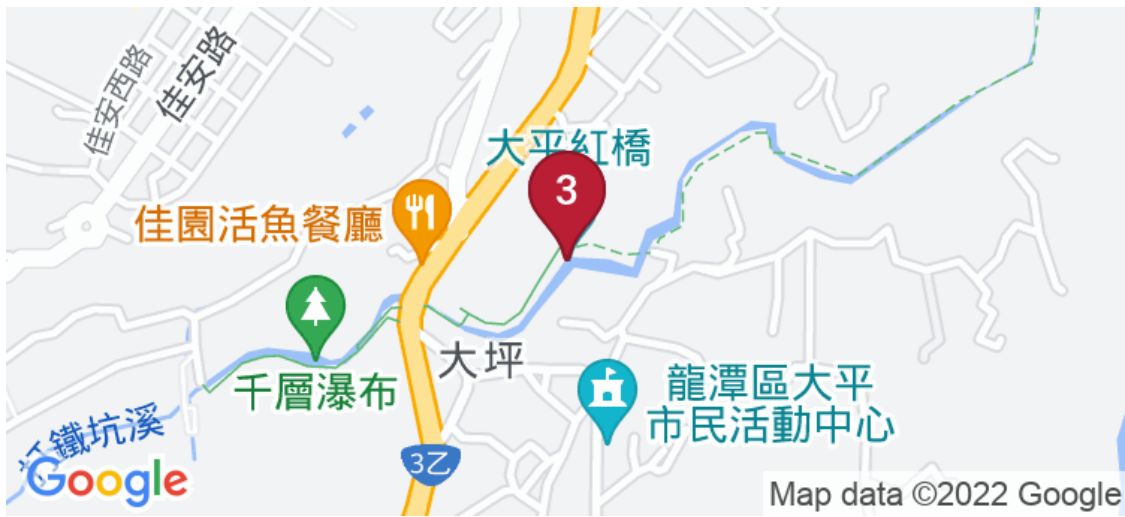 佳安西路
佳安路
大平紅橋
3
佳園活魚餐廳
千層瀑布
大坪
龍潭區大平
市民活動中心
打鐵坑溪
3乙
Google
Map data ©2022 Google